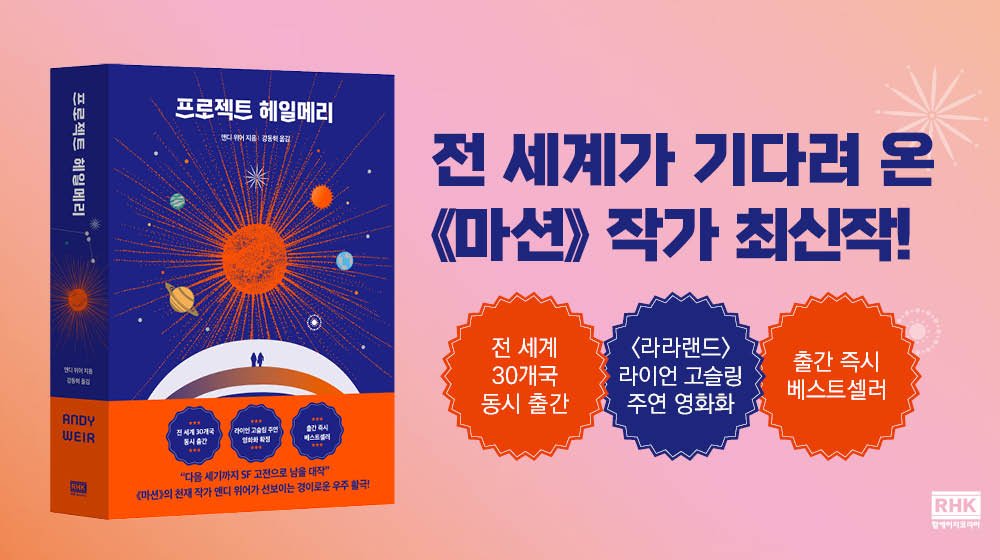 프로젝트 헤일메리
앤디 위어 지음
강동혁 옮김
ANDY
WEIR
RHK
프로젝트 헤일메리
앤디 위어 지음 | 강동혁 옮김
전 세계 30개국
동시 출간
라이언 고슬링 주연
영화화 확정
출간 즉시
베스트셀러
“다음 세기까지 SF 고전으로 남을 대작”
《마션》의 천재 작가 앤디 위어가 선보이는 경이로운 우주 활극!
전 세계가 기다려 온
《마션》 작가 최신작!
전 세계
30개국
동시 출간
〈라라랜드〉
라이언 고슬링
주연 영화화
출간 즉시
베스트셀러
RHK
알에이치코리아